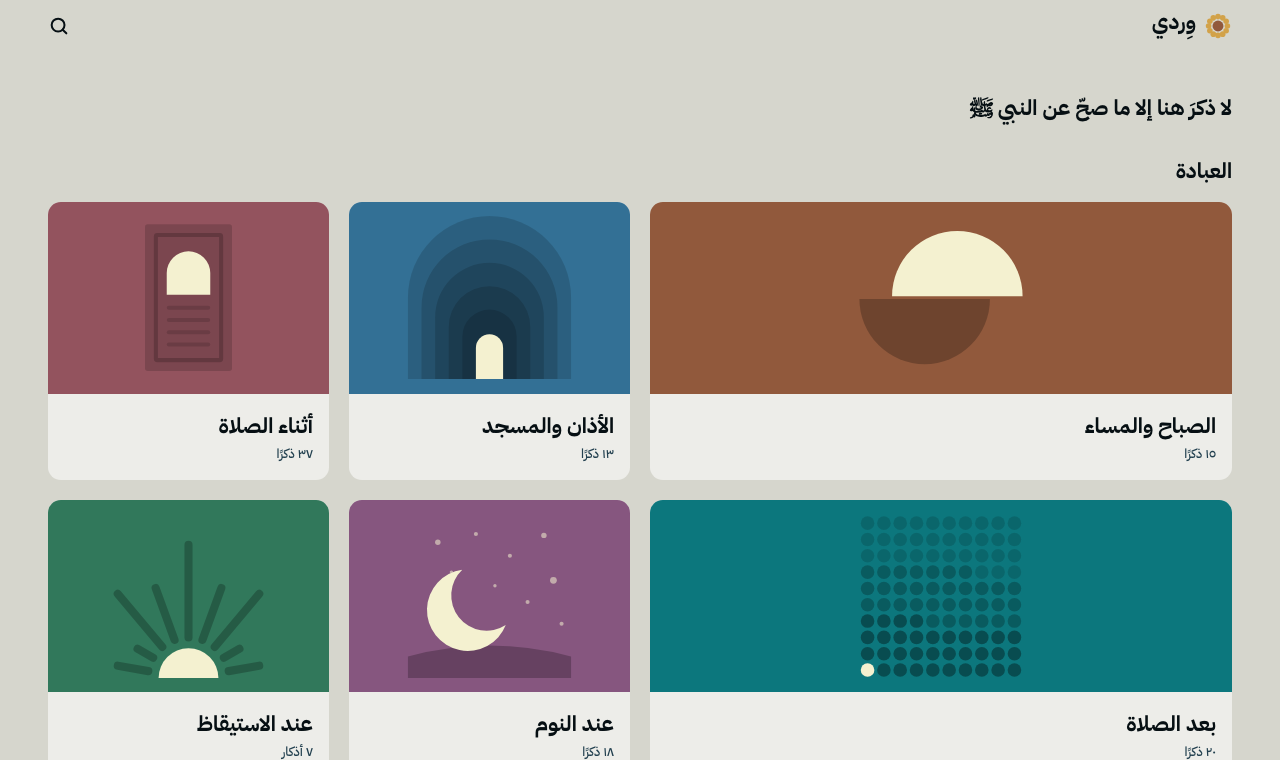 وِردي
لا ذكرَ هنا إلا ما صحّ عن النبي ﷺ
العبادة
الصباح والمساء
١٥ ذكرًا
الأذان والمسجد
١٣ ذكرًا
أثناء الصلاة
٣٧ ذكرًا
بعد الصلاة
٢٠ ذكرًا
عند النوم
١٨ ذكرًا
عند الاستيقاظ
٧ أذكار